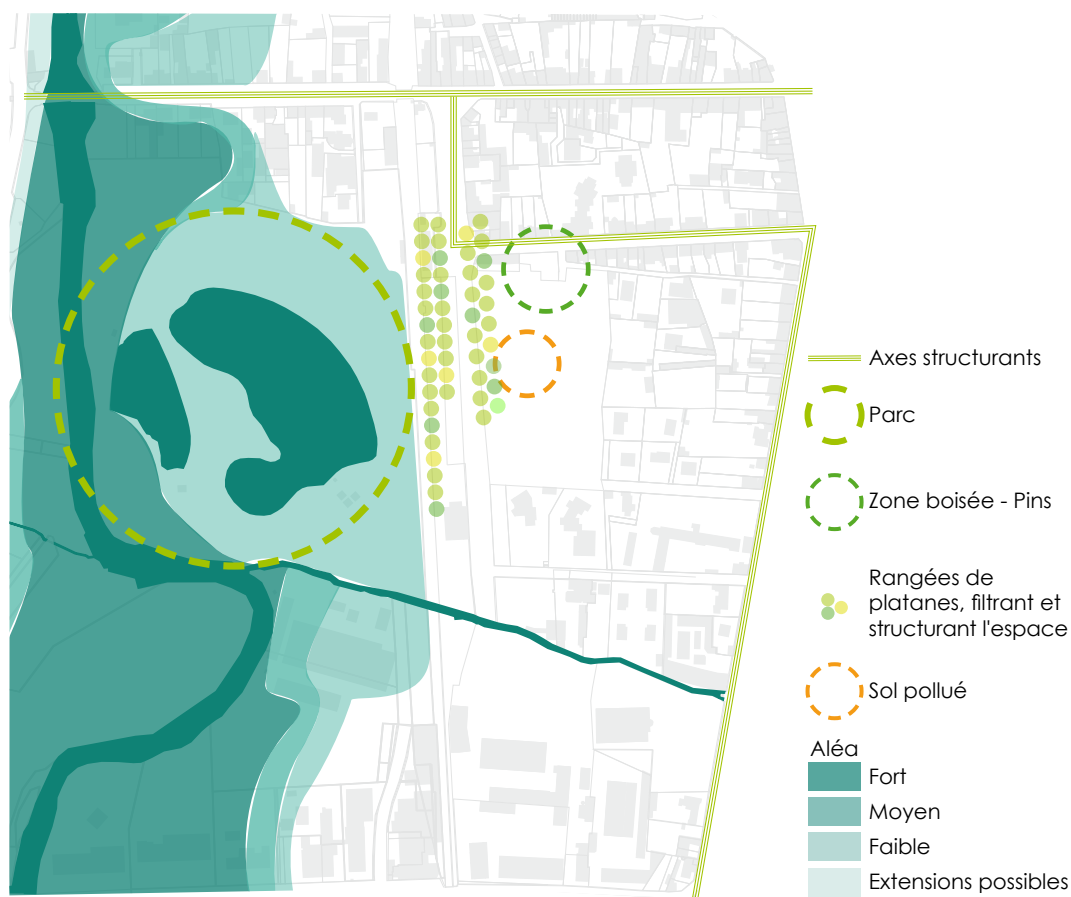 Axes structurants
Parc
Zone boisée - Pins
Rangées de
platanes, filtrant et
structurant l'espace
Sol pollué
Aléa
Fort
Moyen
Faible
Extensions possibles